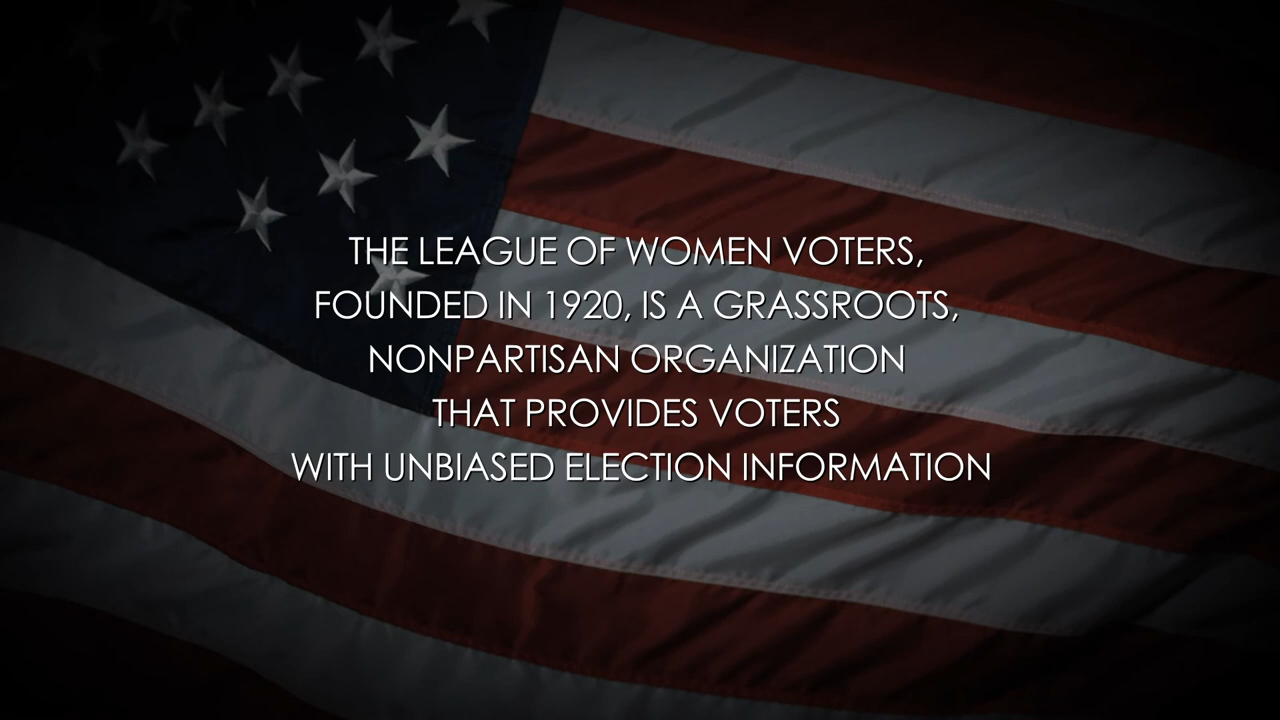 THE LEAGUE OF WOMEN VOTERS,
FOUNDED IN 1920, IS A GRASSROOTS,
NONPARTISAN ORGANIZATION
THAT PROVIDES VOTERS
WITH UNBIASED ELECTION INFORMATION